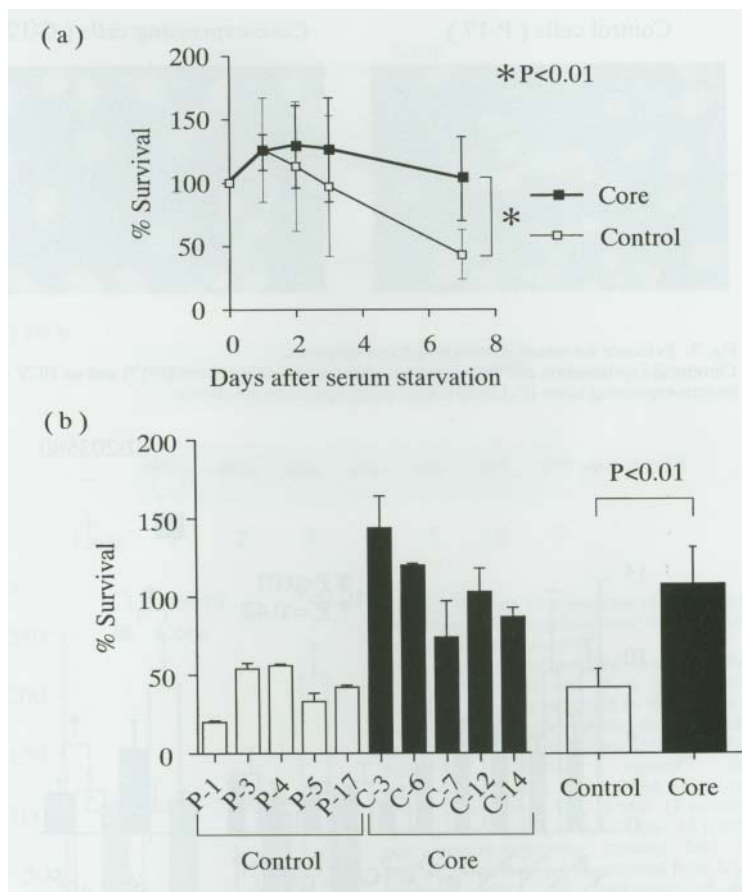 ( a )
200
150
100
50
0
% Survival
0 2 4 6 8
Days after serum starvation
*P<0.01
*
Core
Control
( b )
200
150
100
50
0
% Survival
P<0.01
P-1 P-3 P-4 P-5 P-17 C-3 C-6 C-7 C-12 C-14
Control Core
Control Core